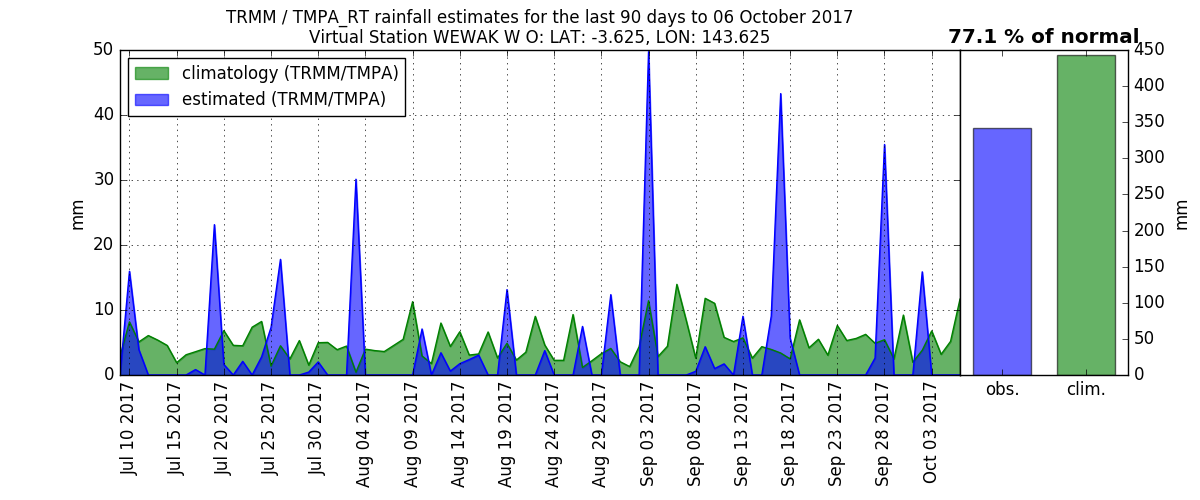 TRMM / TMPA_RT rainfall estimates for the last 90 days to 06 October 2017
Virtual Station WEWAK W O: LAT: -3.625, LON: 143.625
77.1 % of normal
climatology (TRMM/TMPA)
estimated (TRMM/TMPA)
mm
50
40
30
20
10
0
Jul 10 2017
Jul 15 2017
Jul 20 2017
Jul 25 2017
Jul 30 2017
Aug 04 2017
Aug 09 2017
Aug 14 2017
Aug 19 2017
Aug 24 2017
Aug 29 2017
Sep 03 2017
Sep 08 2017
Sep 13 2017
Sep 18 2017
Sep 23 2017
Sep 28 2017
Oct 03 2017
obs.
clim.
450
400
350
300
250
200
150
100
50
0
mm